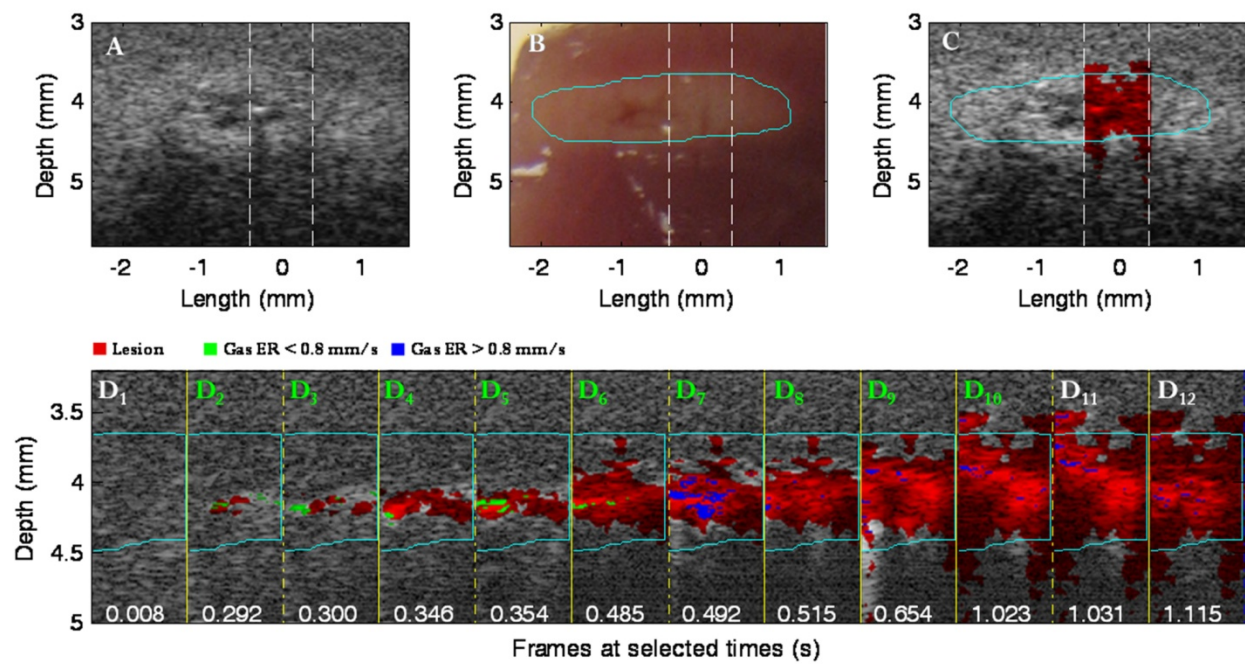 A
B
C
3
4
5
Depth (mm)
-2 -1 0 1
Length (mm)
3
4
5
Depth (mm)
-2 -1 0 1
Length (mm)
3
4
5
Depth (mm)
-2 -1 0 1
Length (mm)
Lesion Gas ER < 0.8 mm/s Gas ER > 0.8 mm/s
D1 D2 D3 D4 D5 D6 D7 D8 D9 D10 D11 D12
3.5
4
4.5
5
Depth (mm)
0.008 0.292 0.300 0.346 0.354 0.485 0.492 0.515 0.654 1.023 1.031 1.115
Frames at selected times (s)